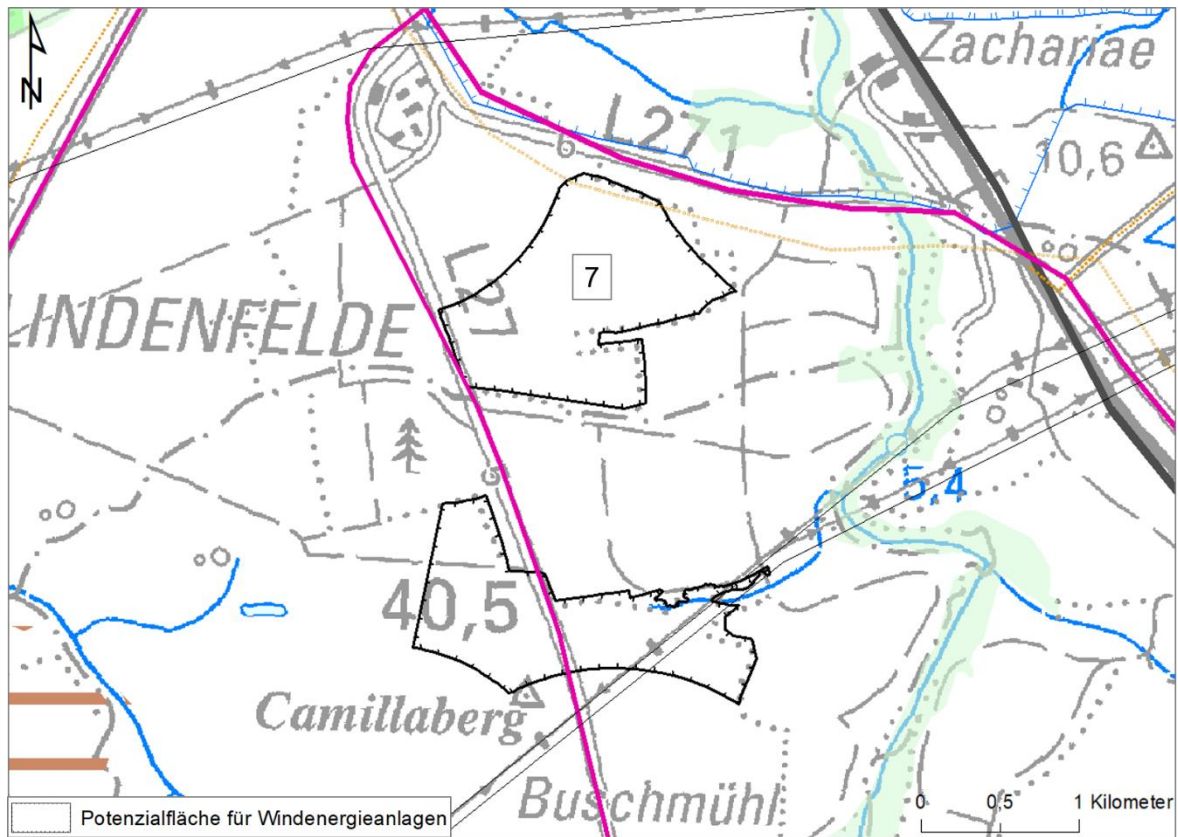 N
Zachariae
L271
10,6
7
L27
LINDENFELDE
5,4
40,5
Camillaberg
Buschmühl
0 0,5 1 Kilometer
Potenzialfläche für Windenergieanlagen